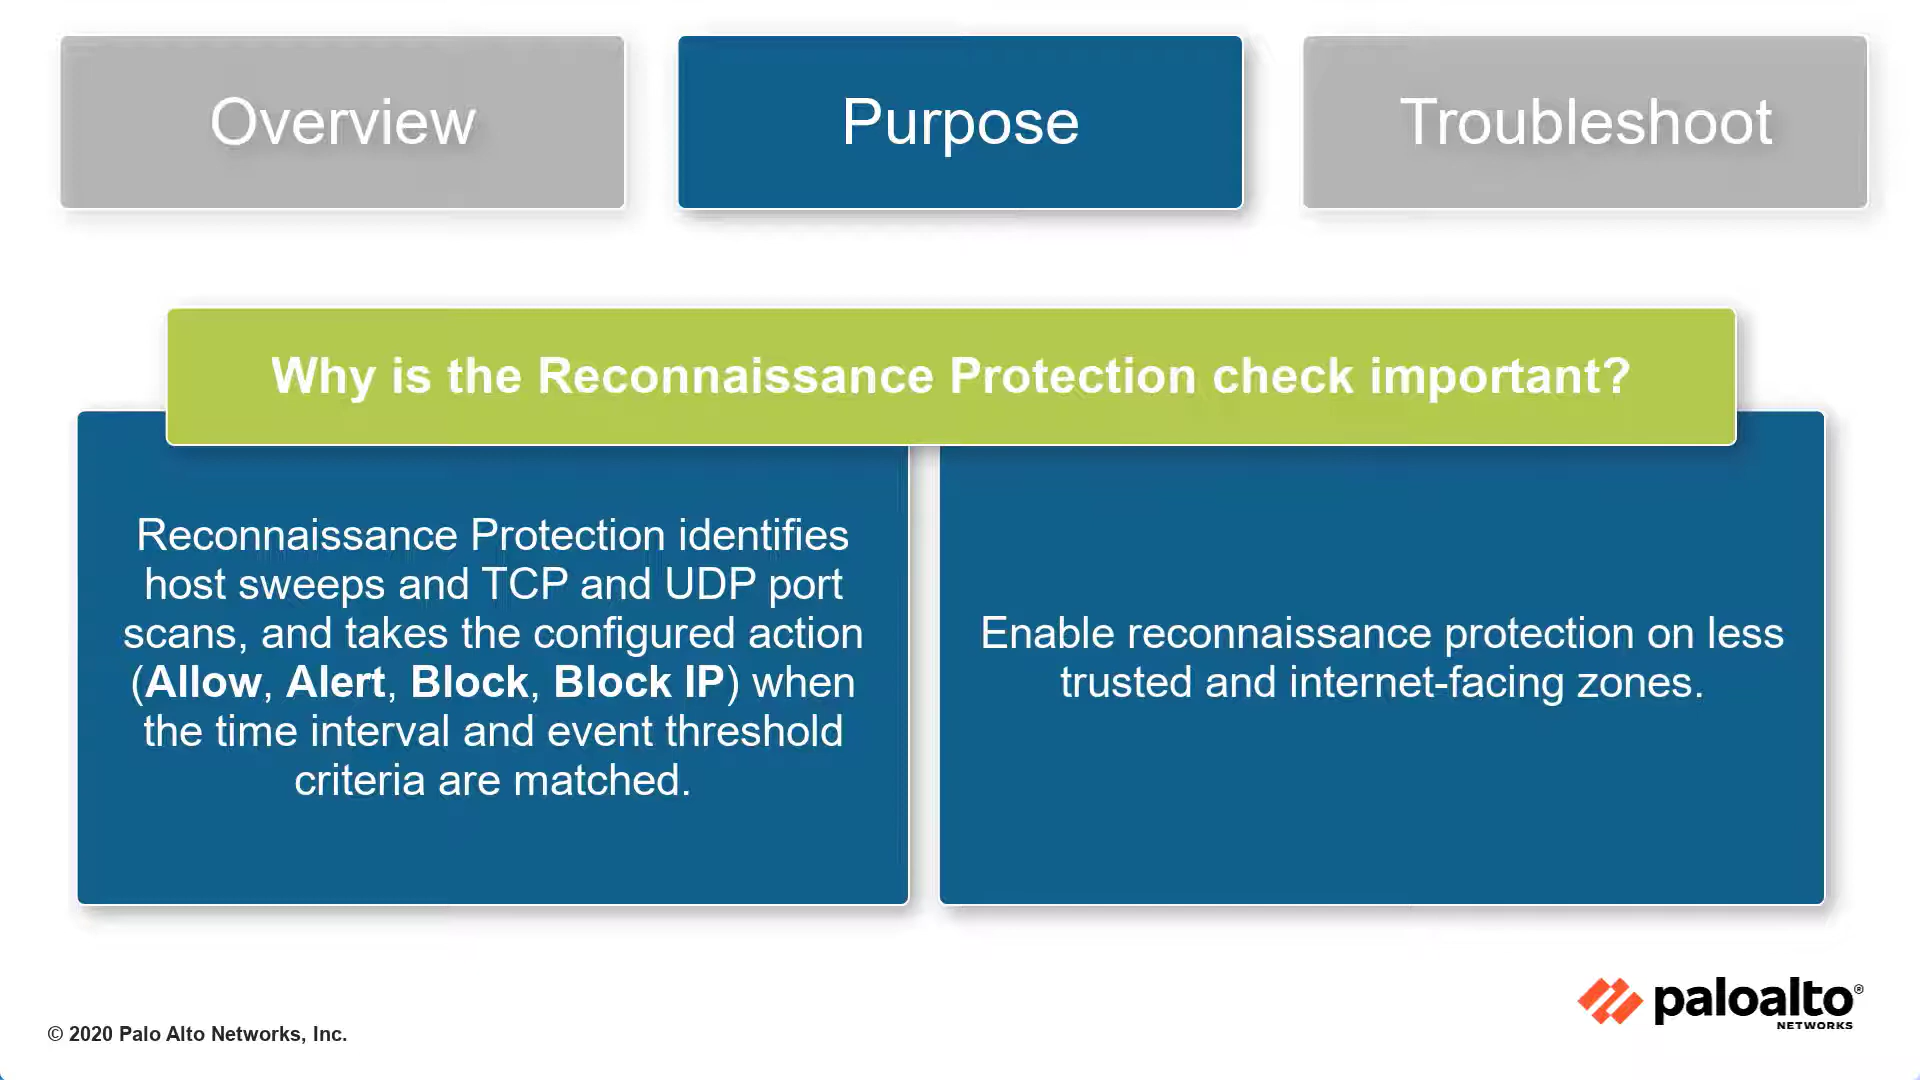 Overview
Purpose
Troubleshoot
Why is the Reconnaissance Protection check important?
Reconnaissance Protection identifies
host sweeps and TCP and UDP port
scans, and takes the configured action
(Allow, Alert, Block, Block IP) when
the time interval and event threshold
criteria are matched.
Enable reconnaissance protection on less
trusted and internet-facing zones.
paloalto®
NETWORKS
© 2020 Palo Alto Networks, Inc.